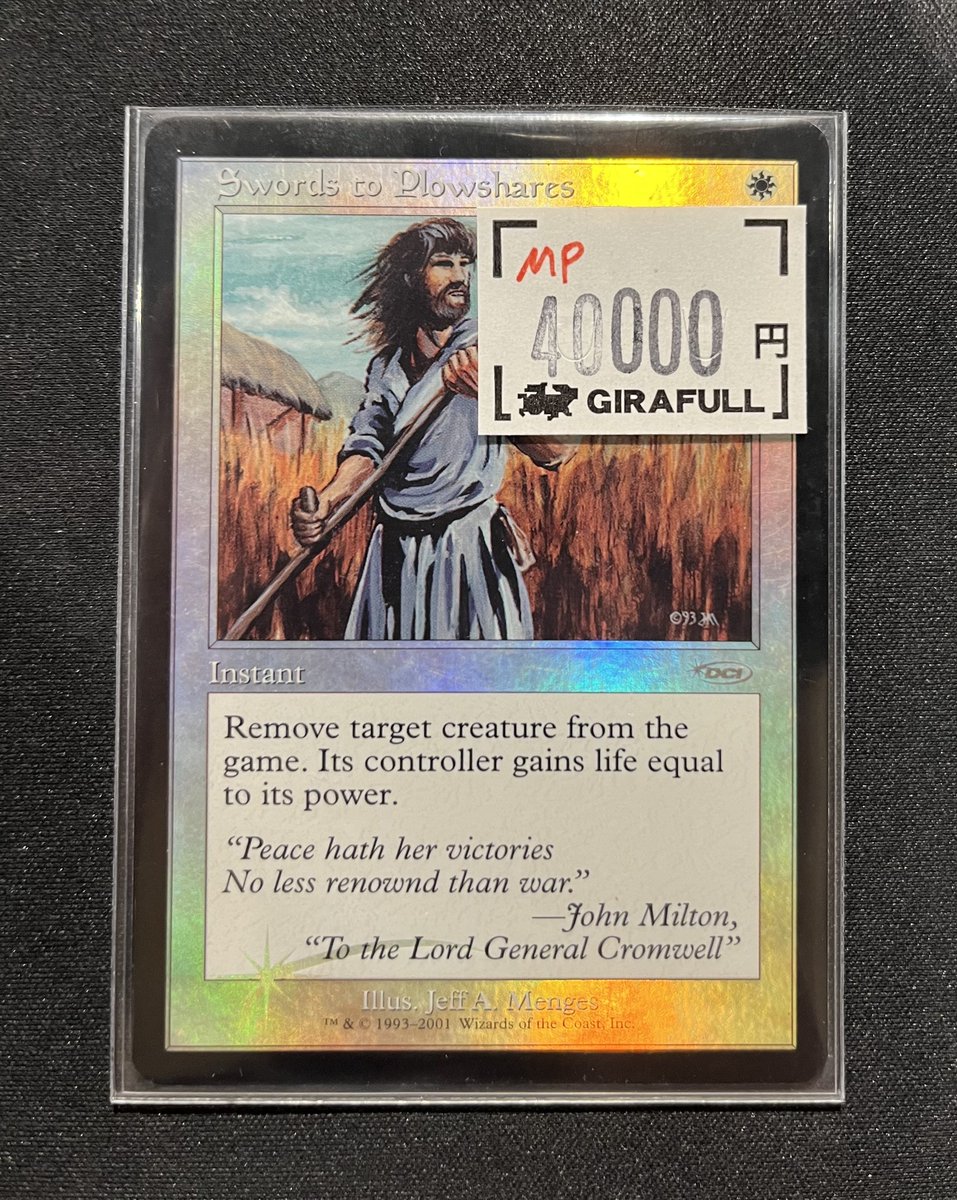 Swords to Plowshares
MP
40000
円
GIRAFULL
©93 JM
Instant
DCI
Remove target creature from the
game. Its controller gains life equal
to its power.
“Peace hath her victories
No less renownd than war.”
—John Milton,
“To the Lord General Cromwell”
Illus. Jeff A. Menges
™ & © 1993–2001 Wizards of the Coast, Inc.